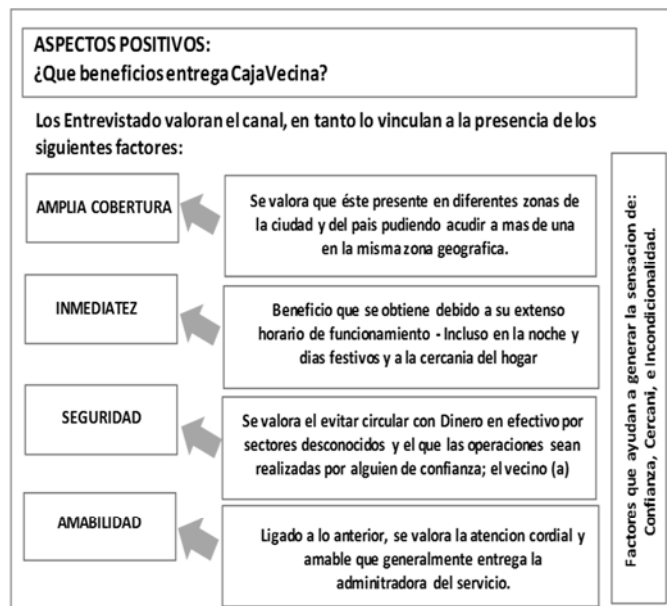 ASPECTOS POSITIVOS:
¿Que beneficios entrega CajaVecina?
Los Entrevistado valoran el canal, en tanto lo vinculan a la presencia de los
siguientes factores:
AMPLIA COBERTURA
Se valora que éste presente en diferentes zonas de
la ciudad y del pais pudiendo acudir a mas de una
en la misma zona geografica.
INMEDIATEZ
Beneficio que se obtiene debido a su extenso
horario de funcionamiento - Incluso en la noche y
dias festivos y a la cercania del hogar
SEGURIDAD
Se valora el evitar circular con Dinero en efectivo por
sectores desconocidos y el que las operaciones sean
realizadas por alguien de confianza; el vecino (a)
AMABILIDAD
Ligado a lo anterior, se valora la atencion cordial y
amable que generalmente entrega la
adminitradora del servicio.
Factores que ayudan a generar la sensacion de:
Confianza, Cercani, e Incondicionalidad.